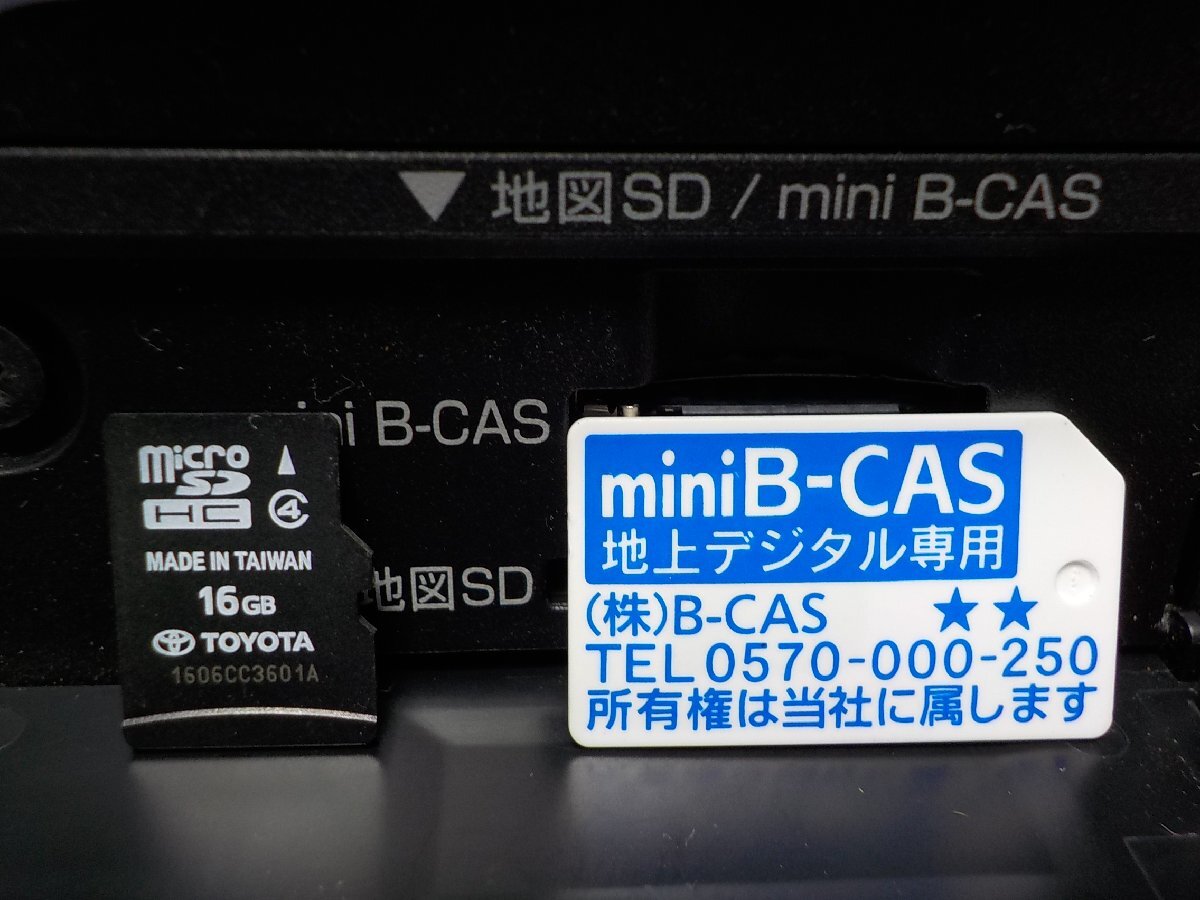 ▼ 地図SD / mini B-CAS
mini B-CAS
地図SD
micro SD
HC 4
MADE IN TAIWAN
16GB
TOYOTA
1606CC3601A
miniB-CAS
地上デジタル専用
(株)B-CAS ★★
TEL 0570-000-250
所有権は当社に属します